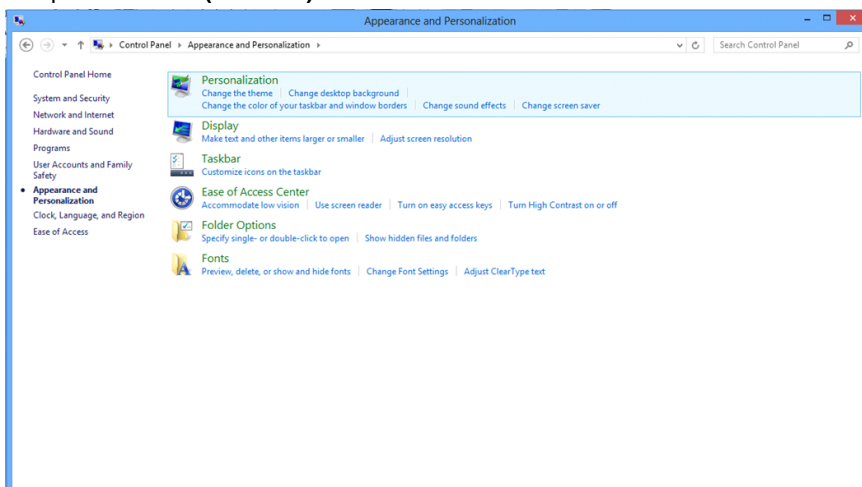 Appearance and Personalization
Control Panel ▸ Appearance and Personalization ▸
Search Control Panel
Control Panel Home
System and Security
Network and Internet
Hardware and Sound
Programs
User Accounts and Family
Safety
Appearance and
Personalization
Clock, Language, and Region
Ease of Access
Personalization
Change the theme | Change desktop background |
Change the color of your taskbar and window borders | Change sound effects | Change screen saver
Display
Make text and other items larger or smaller | Adjust screen resolution
Taskbar
Customize icons on the taskbar
Ease of Access Center
Accommodate low vision | Use screen reader | Turn on easy access keys | Turn High Contrast on or off
Folder Options
Specify single- or double-click to open | Show hidden files and folders
Fonts
Preview, delete, or show and hide fonts | Change Font Settings | Adjust ClearType text